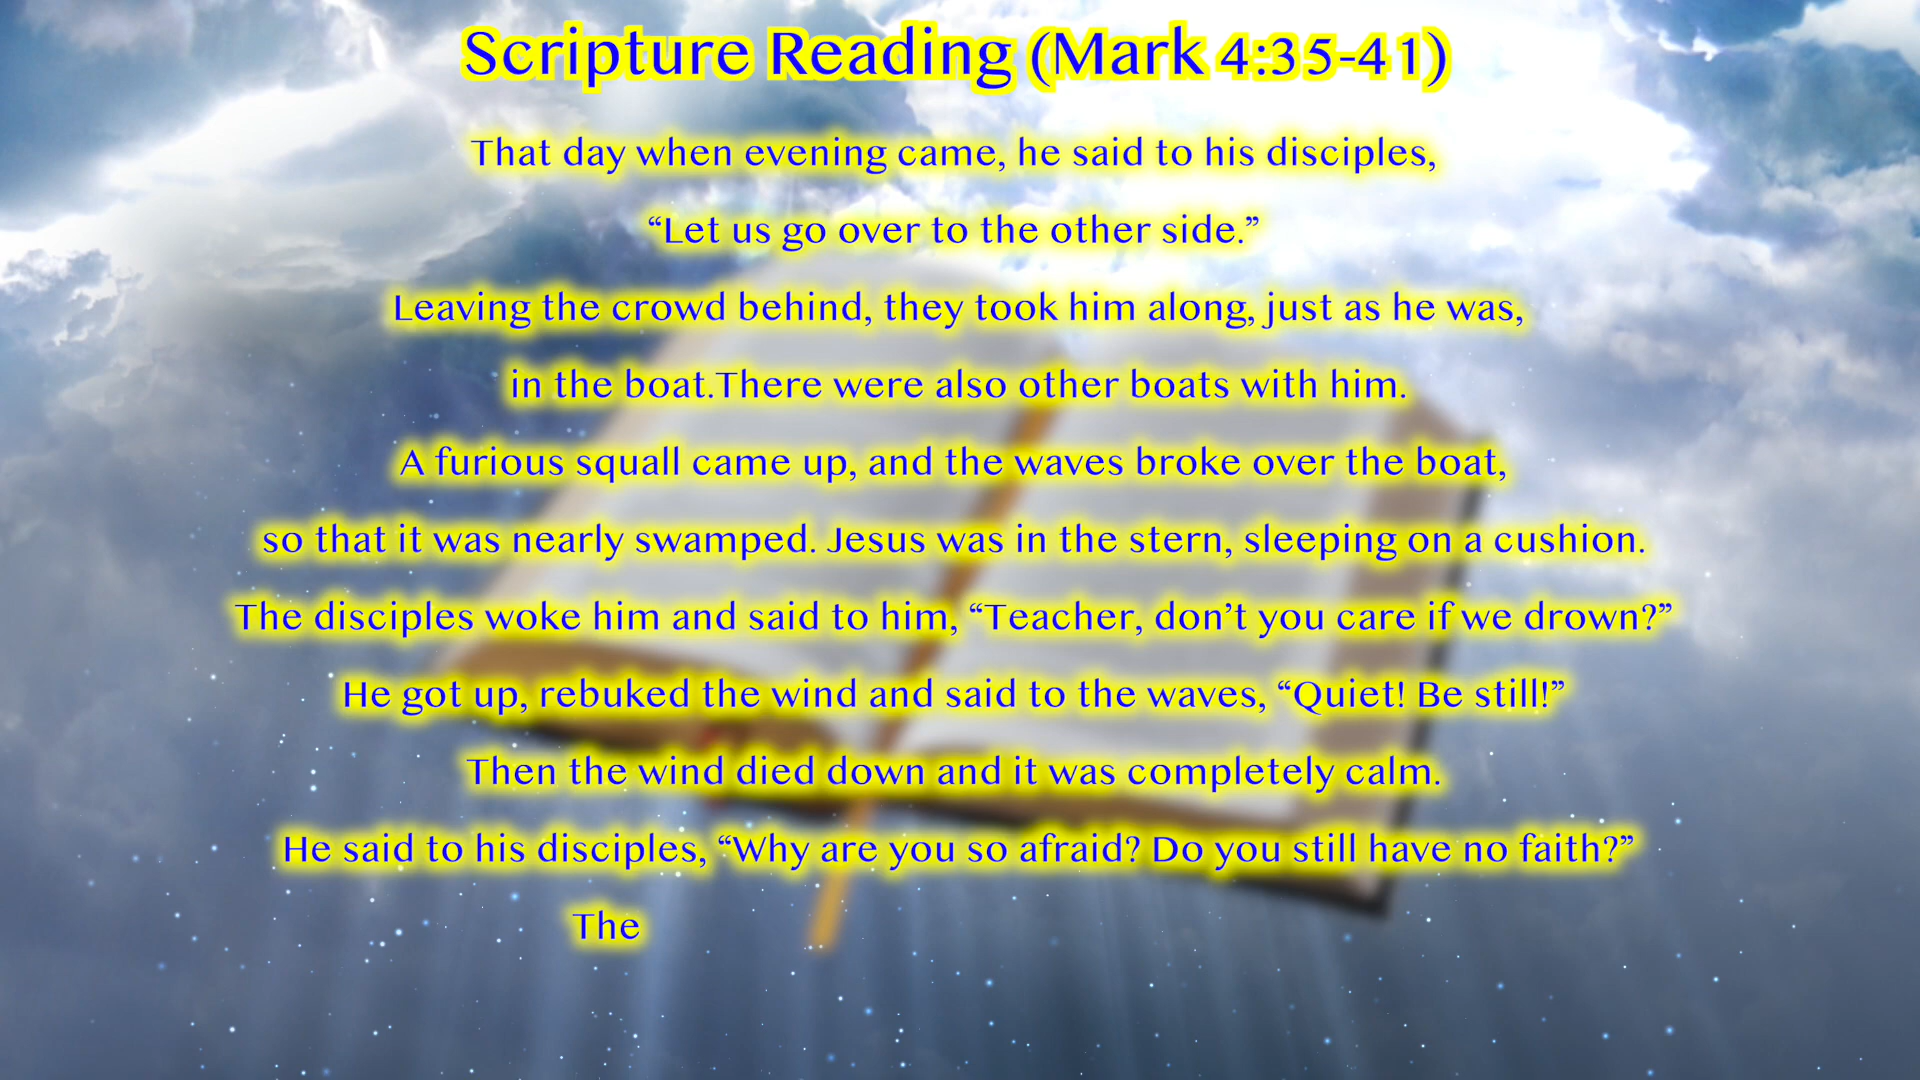 Scripture Reading (Mark 4:35-41)
That day when evening came, he said to his disciples,
“Let us go over to the other side.”
Leaving the crowd behind, they took him along, just as he was,
in the boat.There were also other boats with him.
A furious squall came up, and the waves broke over the boat,
so that it was nearly swamped. Jesus was in the stern, sleeping on a cushion.
The disciples woke him and said to him, “Teacher, don’t you care if we drown?”
He got up, rebuked the wind and said to the waves, “Quiet! Be still!”
Then the wind died down and it was completely calm.
He said to his disciples, “Why are you so afraid? Do you still have no faith?”
The